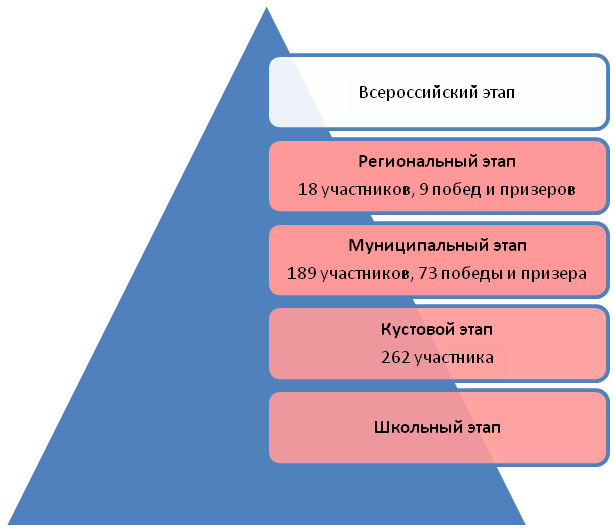 Всероссийский этап
Региональный этап
18 участников, 9 побед и призеров
Муниципальный этап
189 участников, 73 победы и призера
Кустовой этап
262 участника
Школьный этап